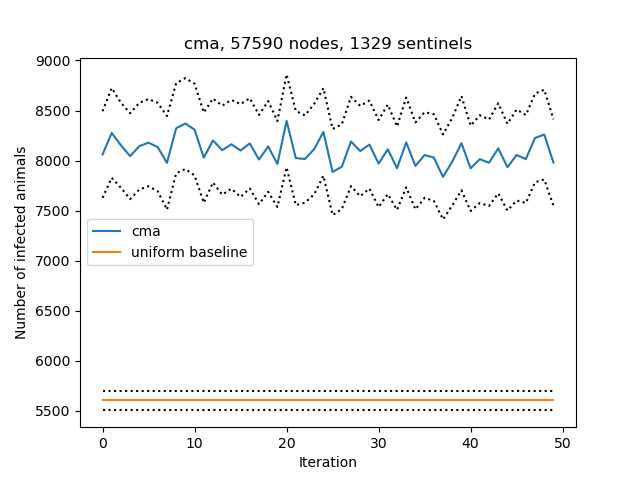 cma, 57590 nodes, 1329 sentinels
Number of infected animals
9000
8500
8000
7500
7000
6500
6000
5500
cma
uniform baseline
0 10 20 30 40 50
Iteration